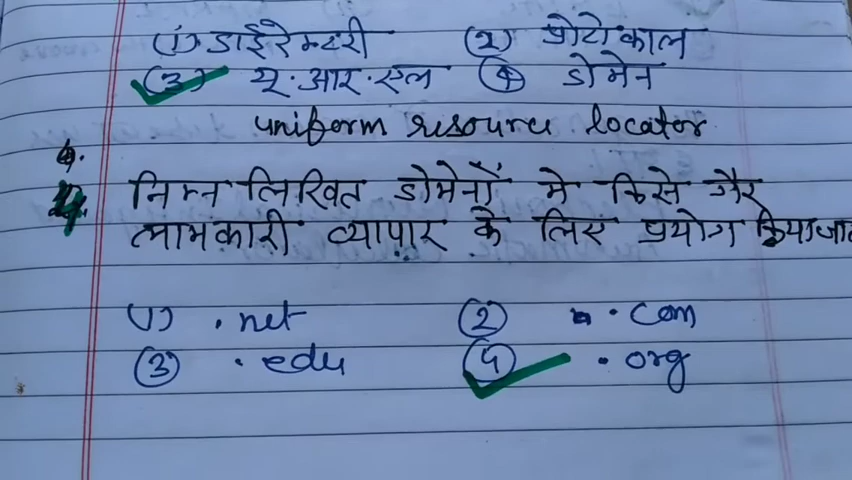 (1) डाइरेक्टरी (2) प्रोटोकाल
(3) यू.आर.एल (4) डोमेन
uniform resource locator
निम्न लिखित डोमेनों मे किसे गैर
लाभकारी व्यापार के लिए प्रयोग कियाजा
(1) .net (2) .com
(3) .edu (4) .org